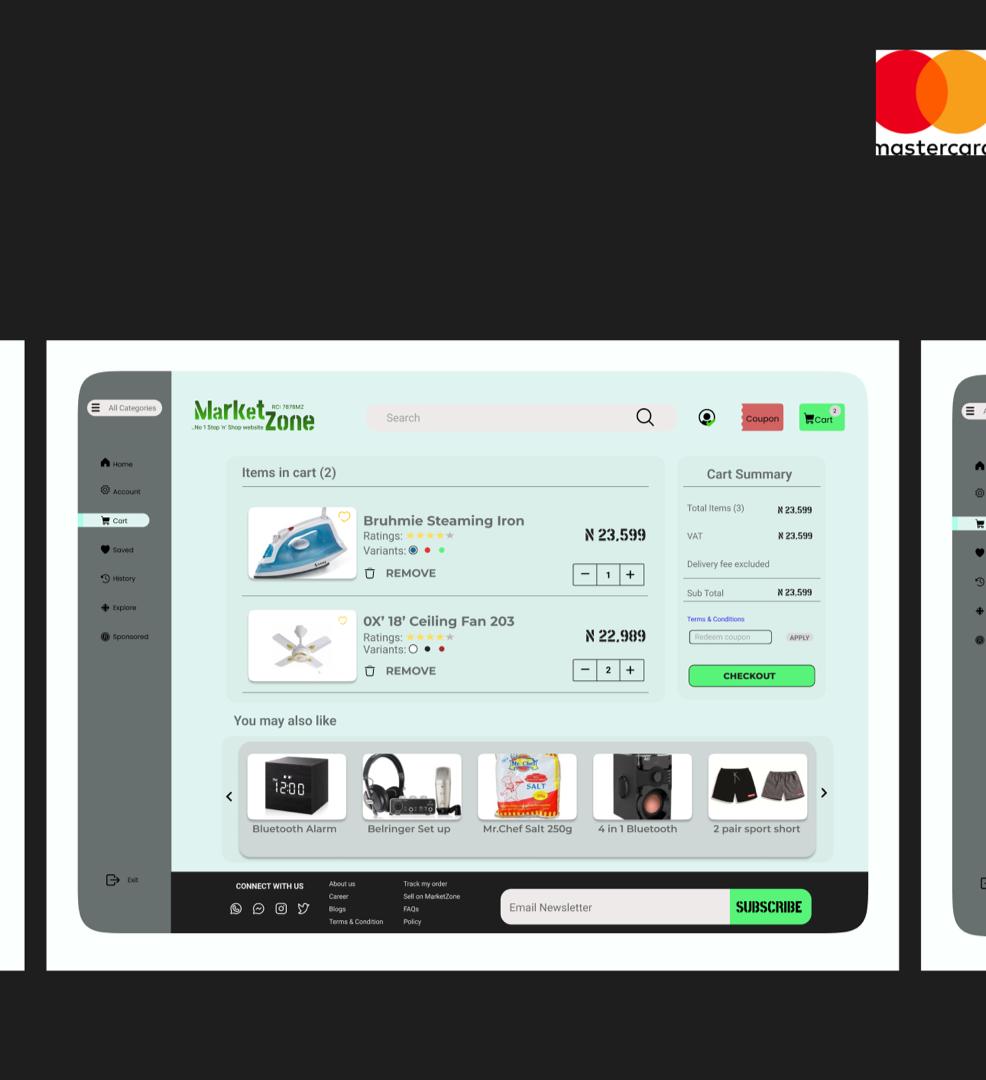 mastercard
All Categories
Home
Account
Cart
Saved
History
Explore
Sponsored
Exit
Market Zone
RC: 7878MZ
..No 1 Stop 'n' Shop website
Search
Coupon
2
Cart
Items in cart (2)
Bruhmie Steaming Iron
Ratings:
Variants:
REMOVE
₦ 23,599
− 1 +
0X' 18' Ceiling Fan 203
Ratings:
Variants:
REMOVE
₦ 22,989
− 2 +
Cart Summary
Total Items (3) ₦ 23,599
VAT ₦ 23,599
Delivery fee excluded
Sub Total ₦ 23,599
Terms & Conditions
Redeem coupon APPLY
CHECKOUT
You may also like
12:00
Mr.Chef
SALT
Bluetooth Alarm
Belringer Set up
Mr.Chef Salt 250g
4 in 1 Bluetooth
2 pair sport short
CONNECT WITH US
About us
Career
Blogs
Terms & Condition
Track my order
Sell on MarketZone
FAQs
Policy
Email Newsletter
SUBSCRIBE